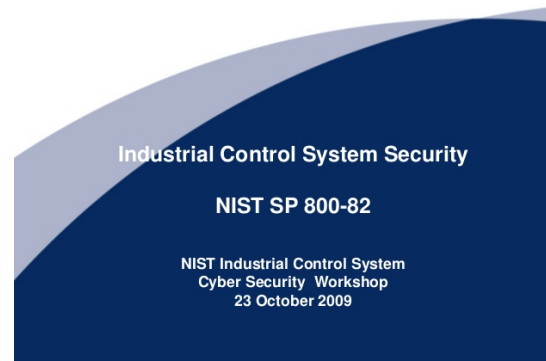 Industrial Control System Security
NIST SP 800-82
NIST Industrial Control System
Cyber Security Workshop
23 October 2009